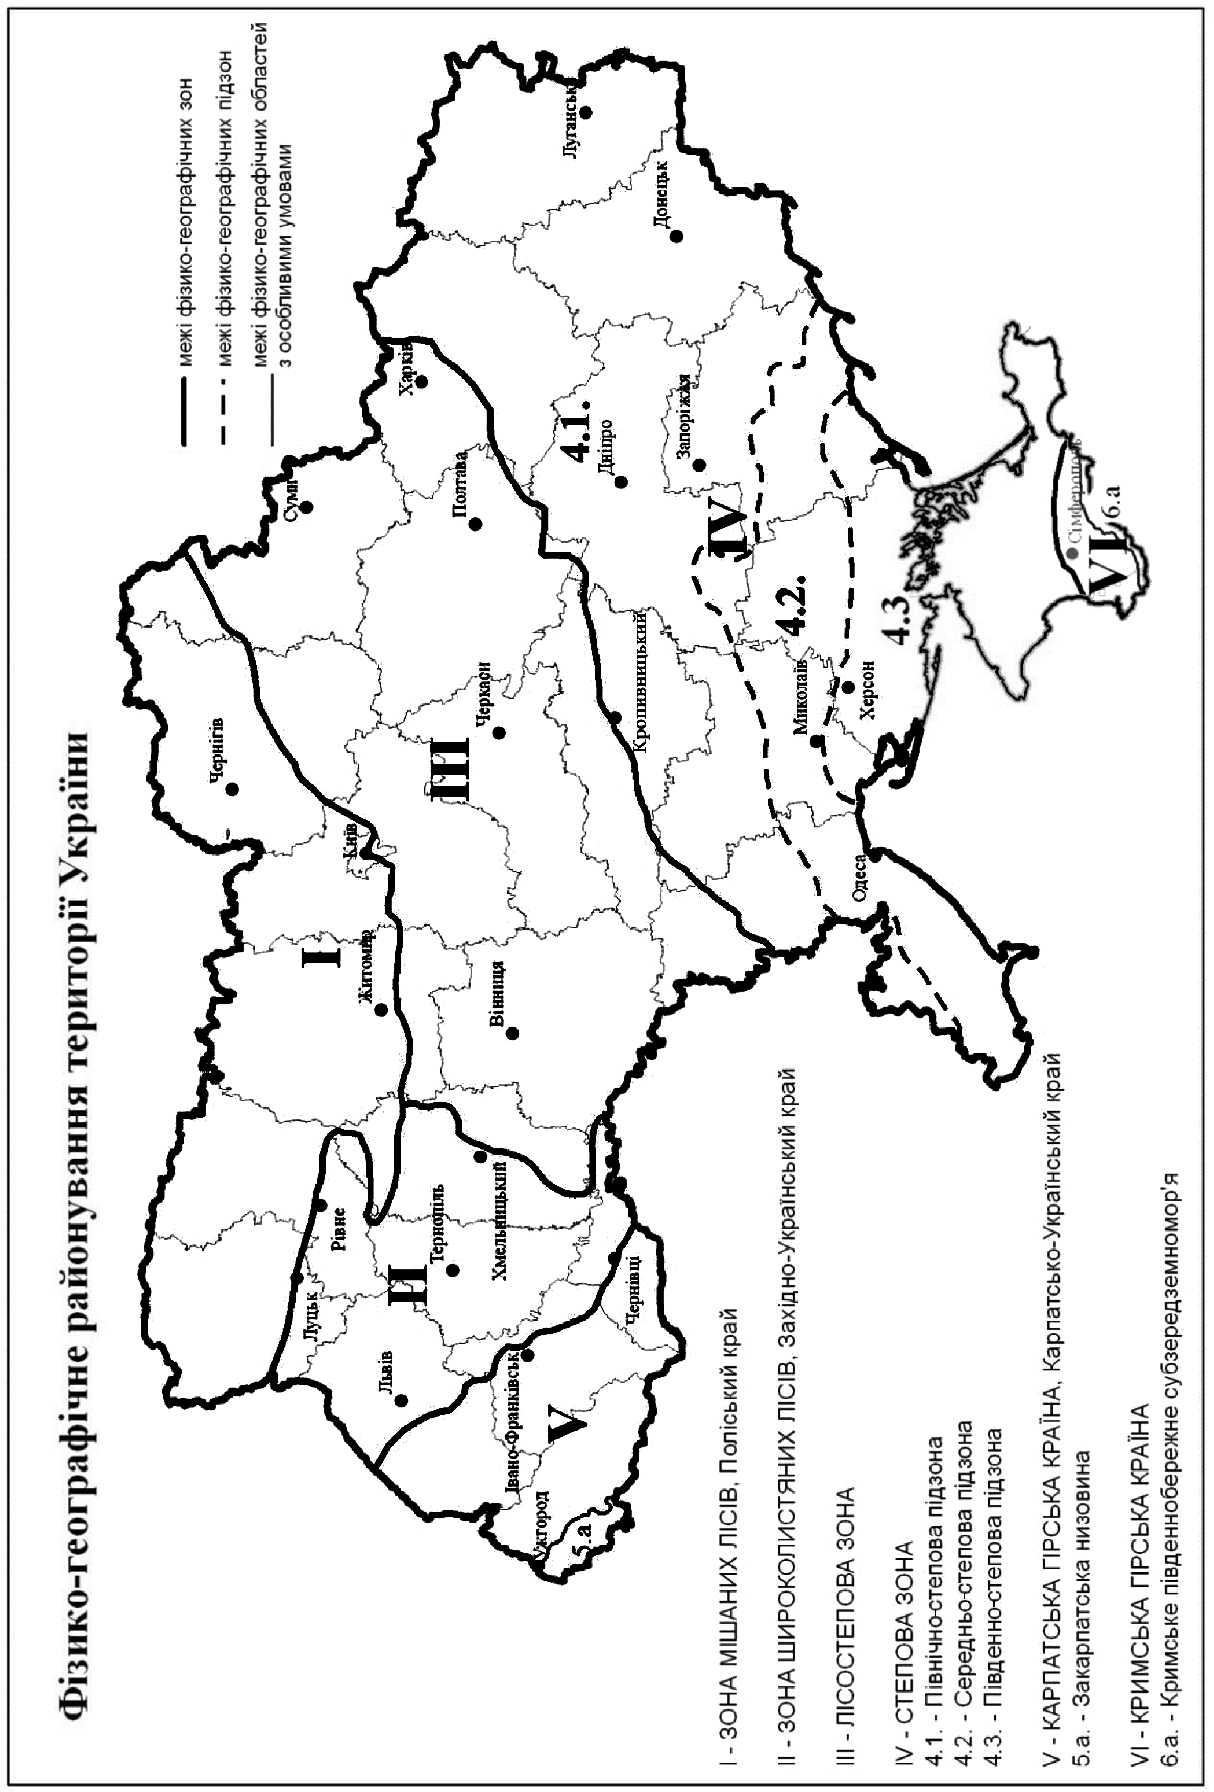 Фізико-географічне районування території України
межі фізико-географічних зон
межі фізико-географічних підзон
межі фізико-географічних областей
з особливими умовами
Луцьк
Рівне
Житомир
Київ
Чернігів
Суми
Харків
Луганськ
Донецьк
Полтава
Черкаси
Вінниця
Хмельницький
Тернопіль
Львів
Івано-Франківськ
Ужгород
Чернівці
Кропивницький
Дніпро
Запоріжжя
Миколаїв
Херсон
Одеса
Сімферополь
I
II
III
IV
V
VI
4.1.
4.2.
4.3
5.а
6.а
I - ЗОНА МІШАНИХ ЛІСІВ, Поліський край
II - ЗОНА ШИРОКОЛИСТЯНИХ ЛІСІВ, Західно-Український край
III - ЛІСОСТЕПОВА ЗОНА
IV - СТЕПОВА ЗОНА
4.1. - Північно-степова підзона
4.2. - Середньо-степова підзона
4.3. - Південно-степова підзона
V - КАРПАТСЬКА ГІРСЬКА КРАЇНА, Карпатсько-Український край
5.а. - Закарпатська низовина
VI - КРИМСЬКА ГІРСЬКА КРАЇНА
6.а. - Кримське південнобережне субзередземномор'я